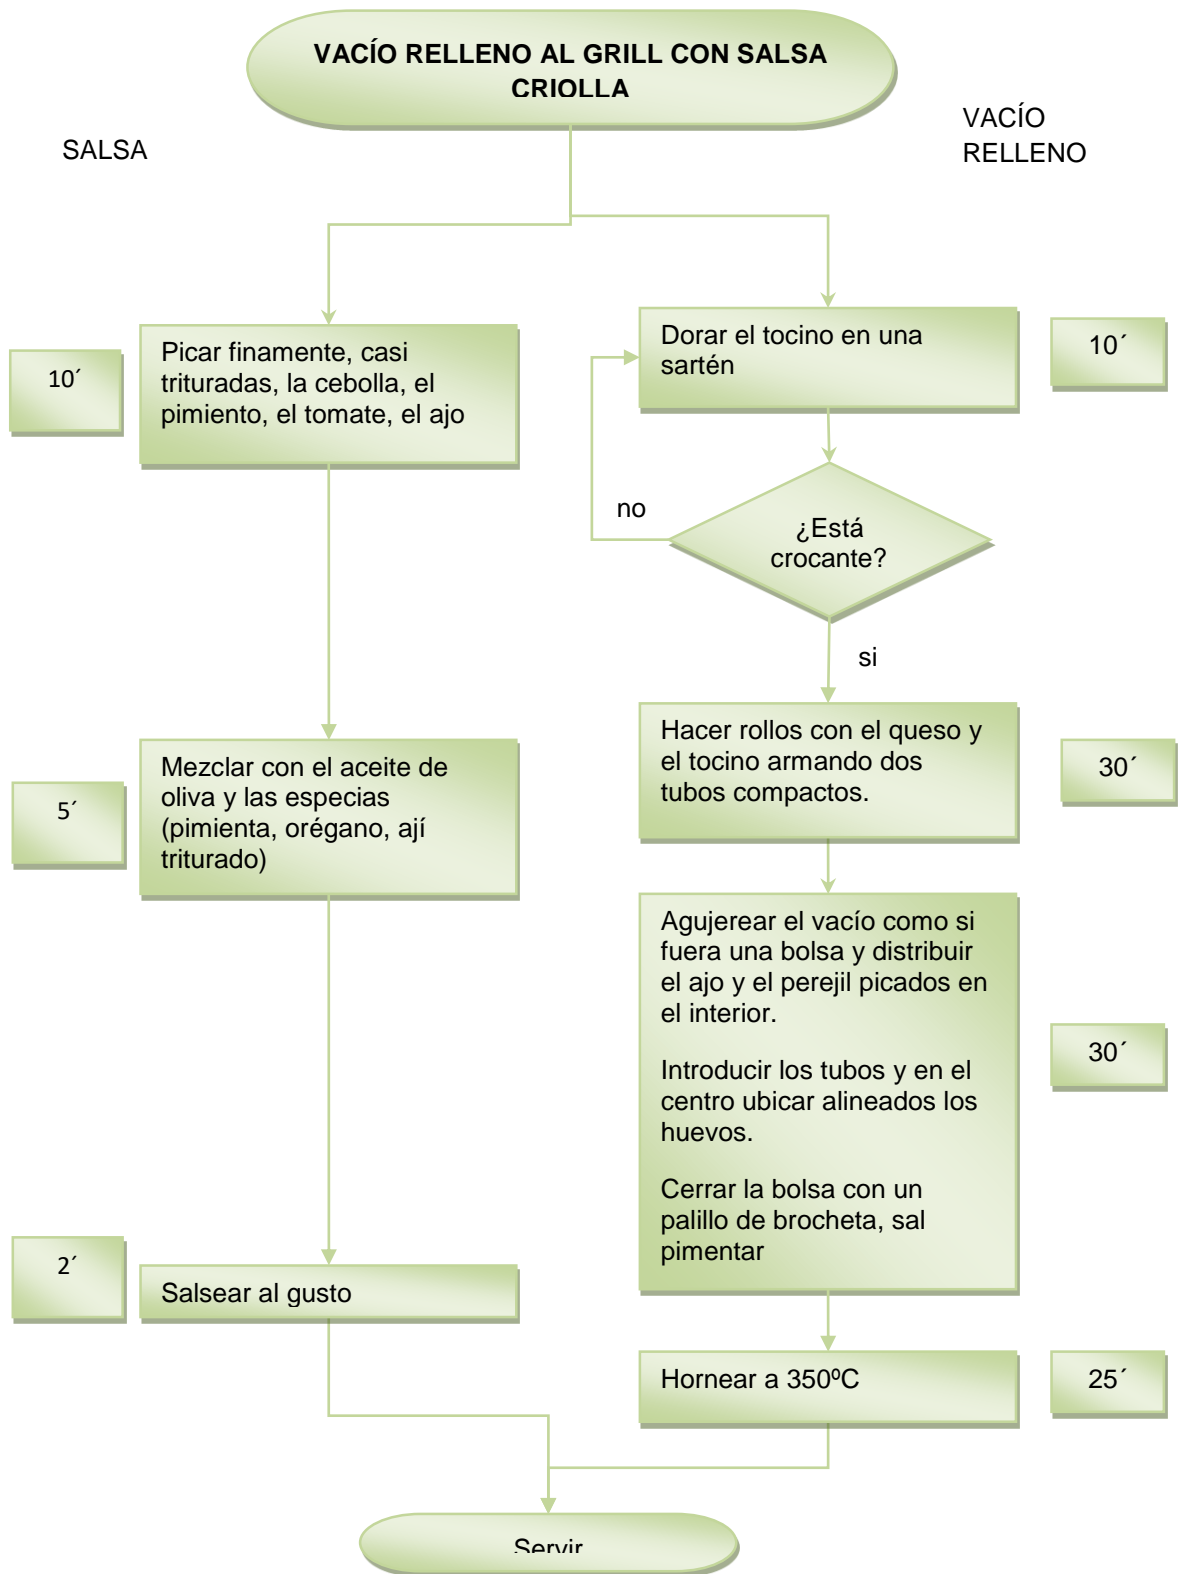 VACÍO RELLENO AL GRILL CON SALSA
CRIOLLA
SALSA
VACÍO
RELLENO
10´
Picar finamente, casi
trituradas, la cebolla, el
pimiento, el tomate, el ajo
Dorar el tocino en una
sartén
10´
no
¿Está
crocante?
si
5´
Mezclar con el aceite de
oliva y las especias
(pimienta, orégano, ají
triturado)
Hacer rollos con el queso y
el tocino armando dos
tubos compactos.
30´
Agujerear el vacío como si
fuera una bolsa y distribuir
el ajo y el perejil picados en
el interior.
Introducir los tubos y en el
centro ubicar alineados los
huevos.
Cerrar la bolsa con un
palillo de brocheta, sal
pimentar
30´
2´
Salsear al gusto
Hornear a 350ºC
25´
Servir